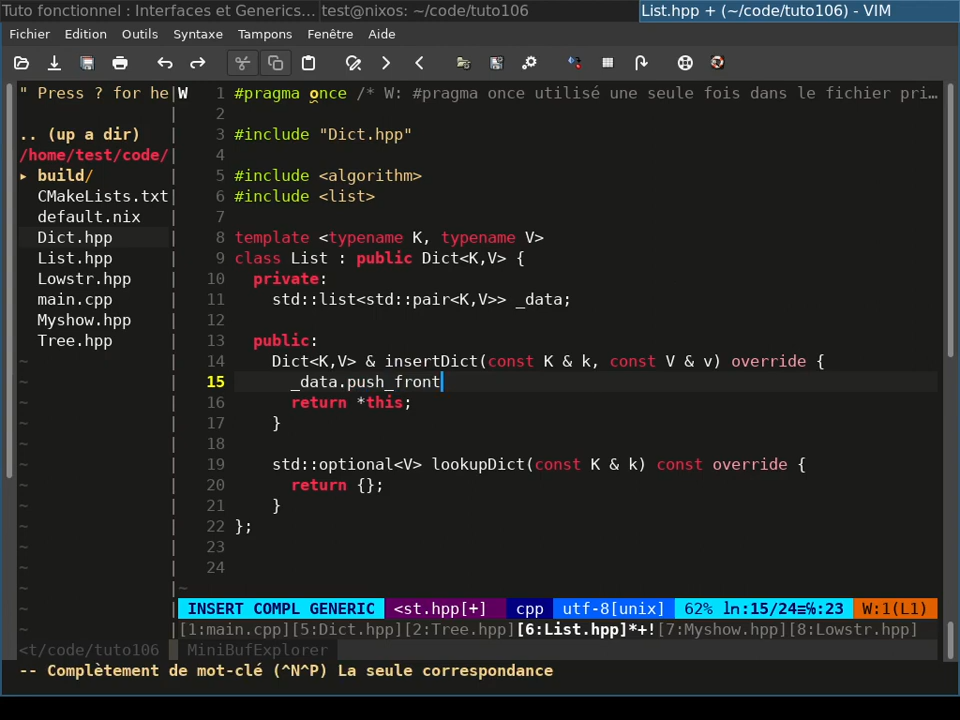 Tuto fonctionnel : Interfaces et Generics... test@nixos: ~/code/tuto106 List.hpp + (~/code/tuto106) - VIM
Fichier Edition Outils Syntaxe Tampons Fenêtre Aide
" Press ? for he
.. (up a dir)
/home/test/code/
▸ build/
CMakeLists.txt
default.nix
Dict.hpp
List.hpp
Lowstr.hpp
main.cpp
Myshow.hpp
Tree.hpp
W 1 #pragma once /* W: #pragma once utilisé une seule fois dans le fichier pri…
2
3 #include "Dict.hpp"
4
5 #include <algorithm>
6 #include <list>
7
8 template <typename K, typename V>
9 class List : public Dict<K,V> {
10 private:
11 std::list<std::pair<K,V>> _data;
12
13 public:
14 Dict<K,V> & insertDict(const K & k, const V & v) override {
15 _data.push_front
16 return *this;
17 }
18
19 std::optional<V> lookupDict(const K & k) const override {
20 return {};
21 }
22 };
23
24
INSERT COMPL GENERIC <st.hpp[+] cpp utf-8[unix] 62% ln:15/24≡℅:23 W:1(L1)
[1:main.cpp][5:Dict.hpp][2:Tree.hpp][6:List.hpp]*+![7:Myshow.hpp][8:Lowstr.hpp]
<t/code/tuto106 MiniBufExplorer
-- Complètement de mot-clé (^N^P) La seule correspondance